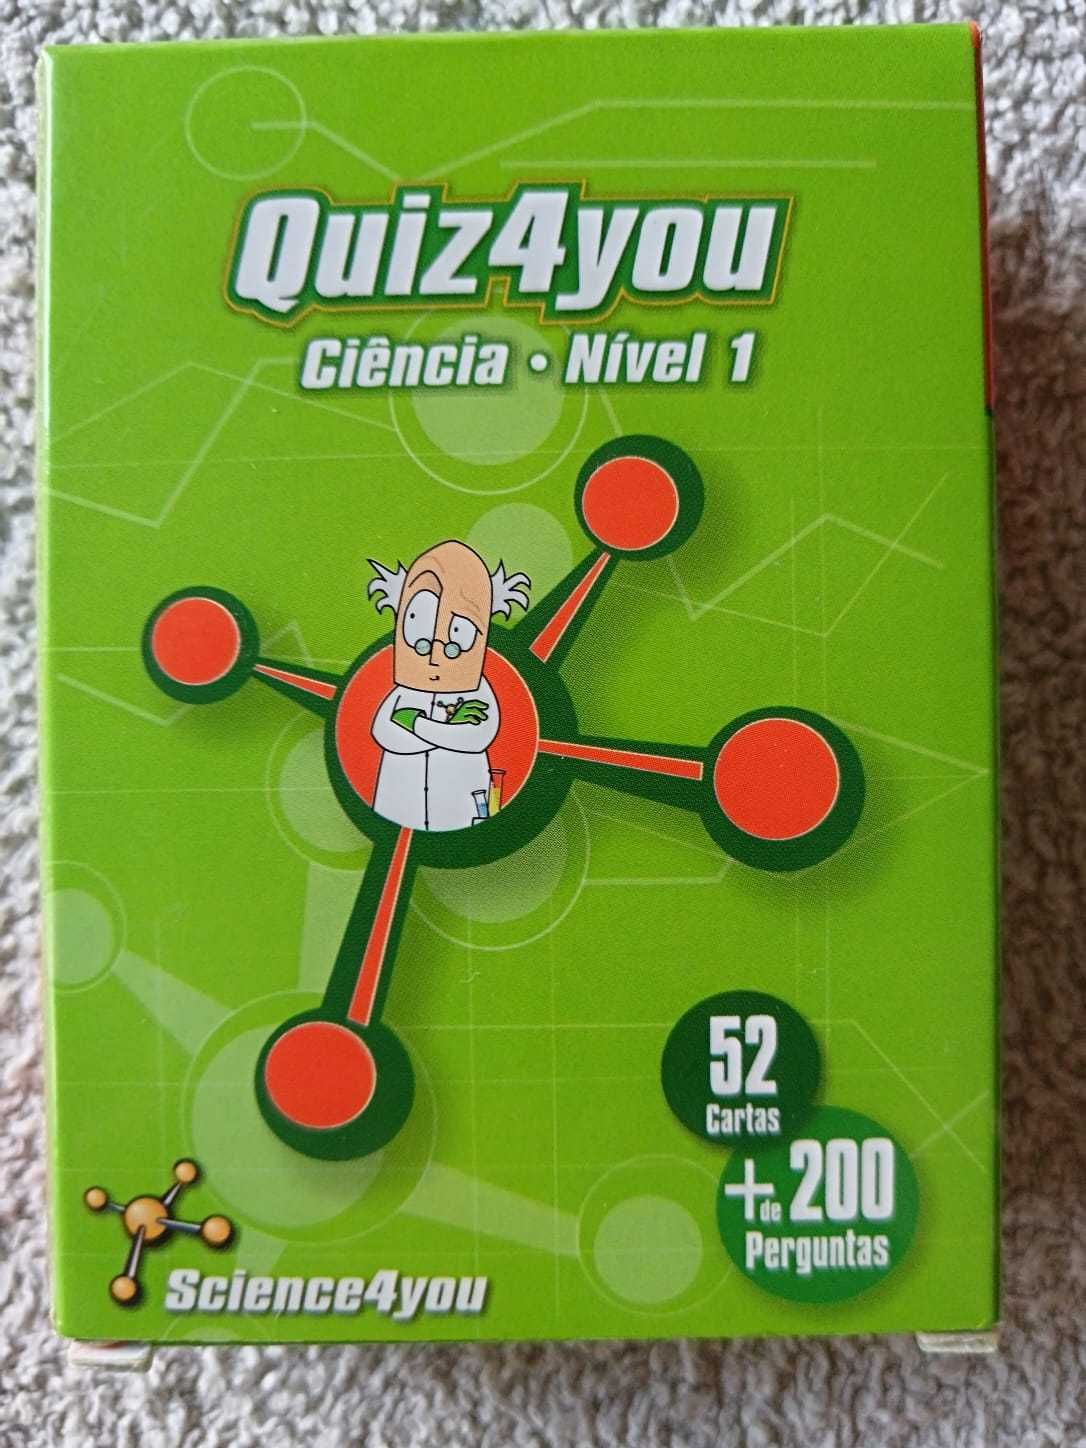 Quiz4you
Ciência • Nível 1
52
Cartas
+ de 200
Perguntas
Science4you